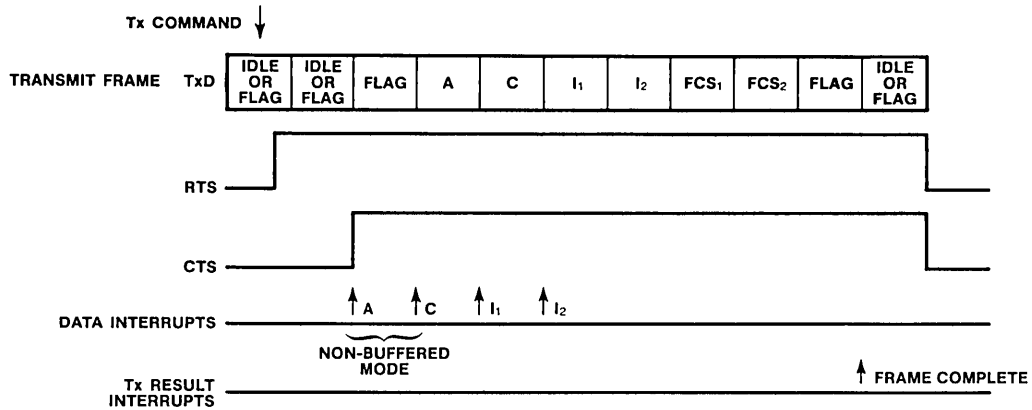 Tx COMMAND
TRANSMIT FRAME TxD
IDLE OR FLAG
IDLE OR FLAG
FLAG
A
C
I₁
I₂
FCS₁
FCS₂
FLAG
IDLE OR FLAG
RTS
CTS
DATA INTERRUPTS
A
C
I₁
I₂
NON-BUFFERED
MODE
Tx RESULT
INTERRUPTS
FRAME COMPLETE